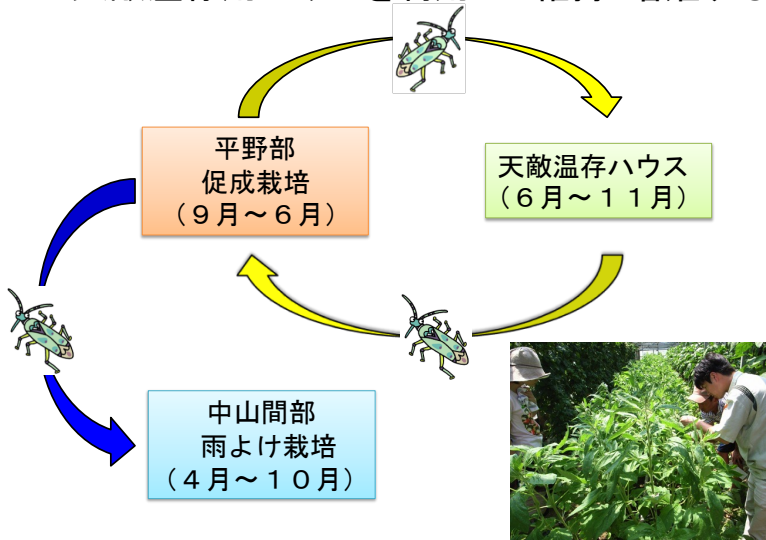 平野部
促成栽培
（９月～６月）
天敵温存ハウス
（６月～１１月）
中山間部
雨よけ栽培
（４月～１０月）